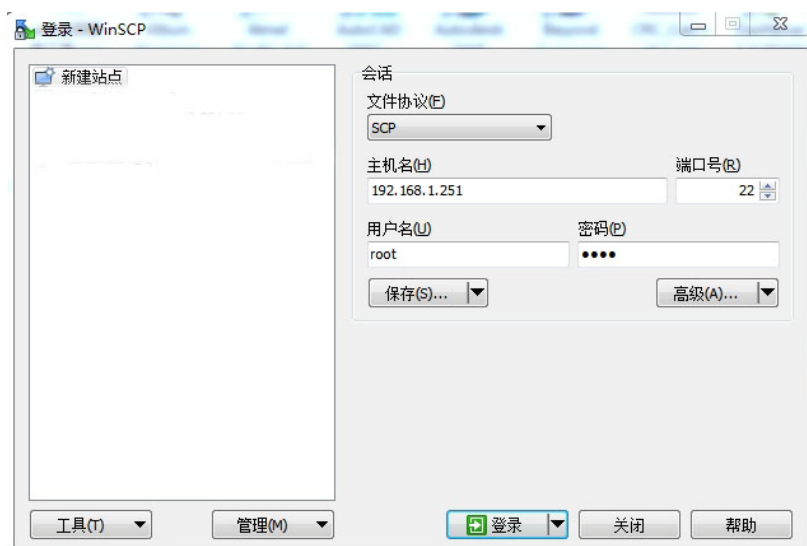 登录 - WinSCP
新建站点
会话
文件协议(F)
SCP
主机名(H)
端口号(R)
192.168.1.251
22
用户名(U)
密码(P)
root
●●●●
保存(S)...
高级(A)...
工具(T)
管理(M)
登录
关闭
帮助